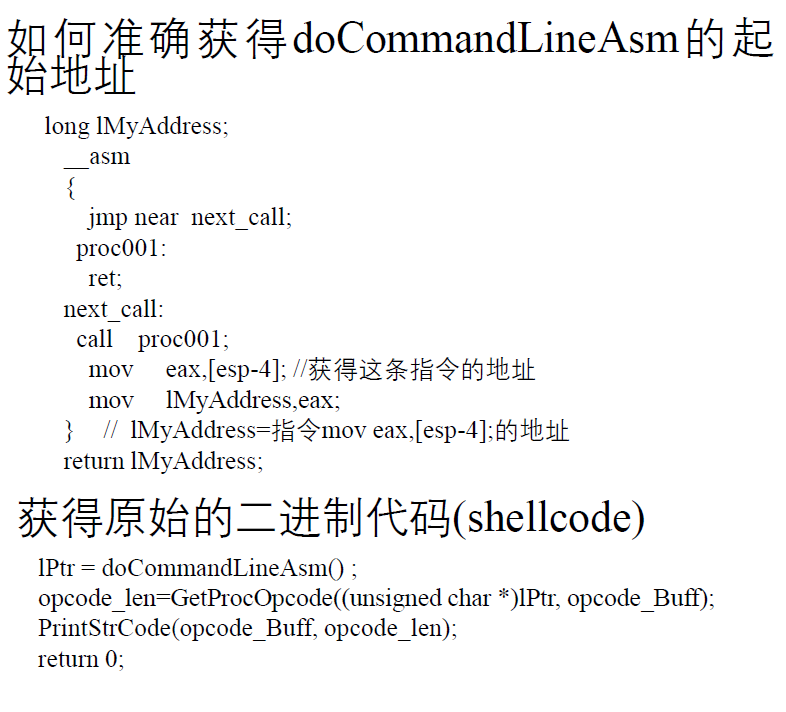 如何准确获得doCommandLineAsm的起
始地址
long lMyAddress;
__asm
{
jmp near next_call;
proc001:
ret;
next_call:
call proc001;
mov eax,[esp-4]; //获得这条指令的地址
mov lMyAddress,eax;
} // lMyAddress=指令mov eax,[esp-4];的地址
return lMyAddress;
获得原始的二进制代码(shellcode)
lPtr = doCommandLineAsm() ;
opcode_len=GetProcOpcode((unsigned char *)lPtr, opcode_Buff);
PrintStrCode(opcode_Buff, opcode_len);
return 0;